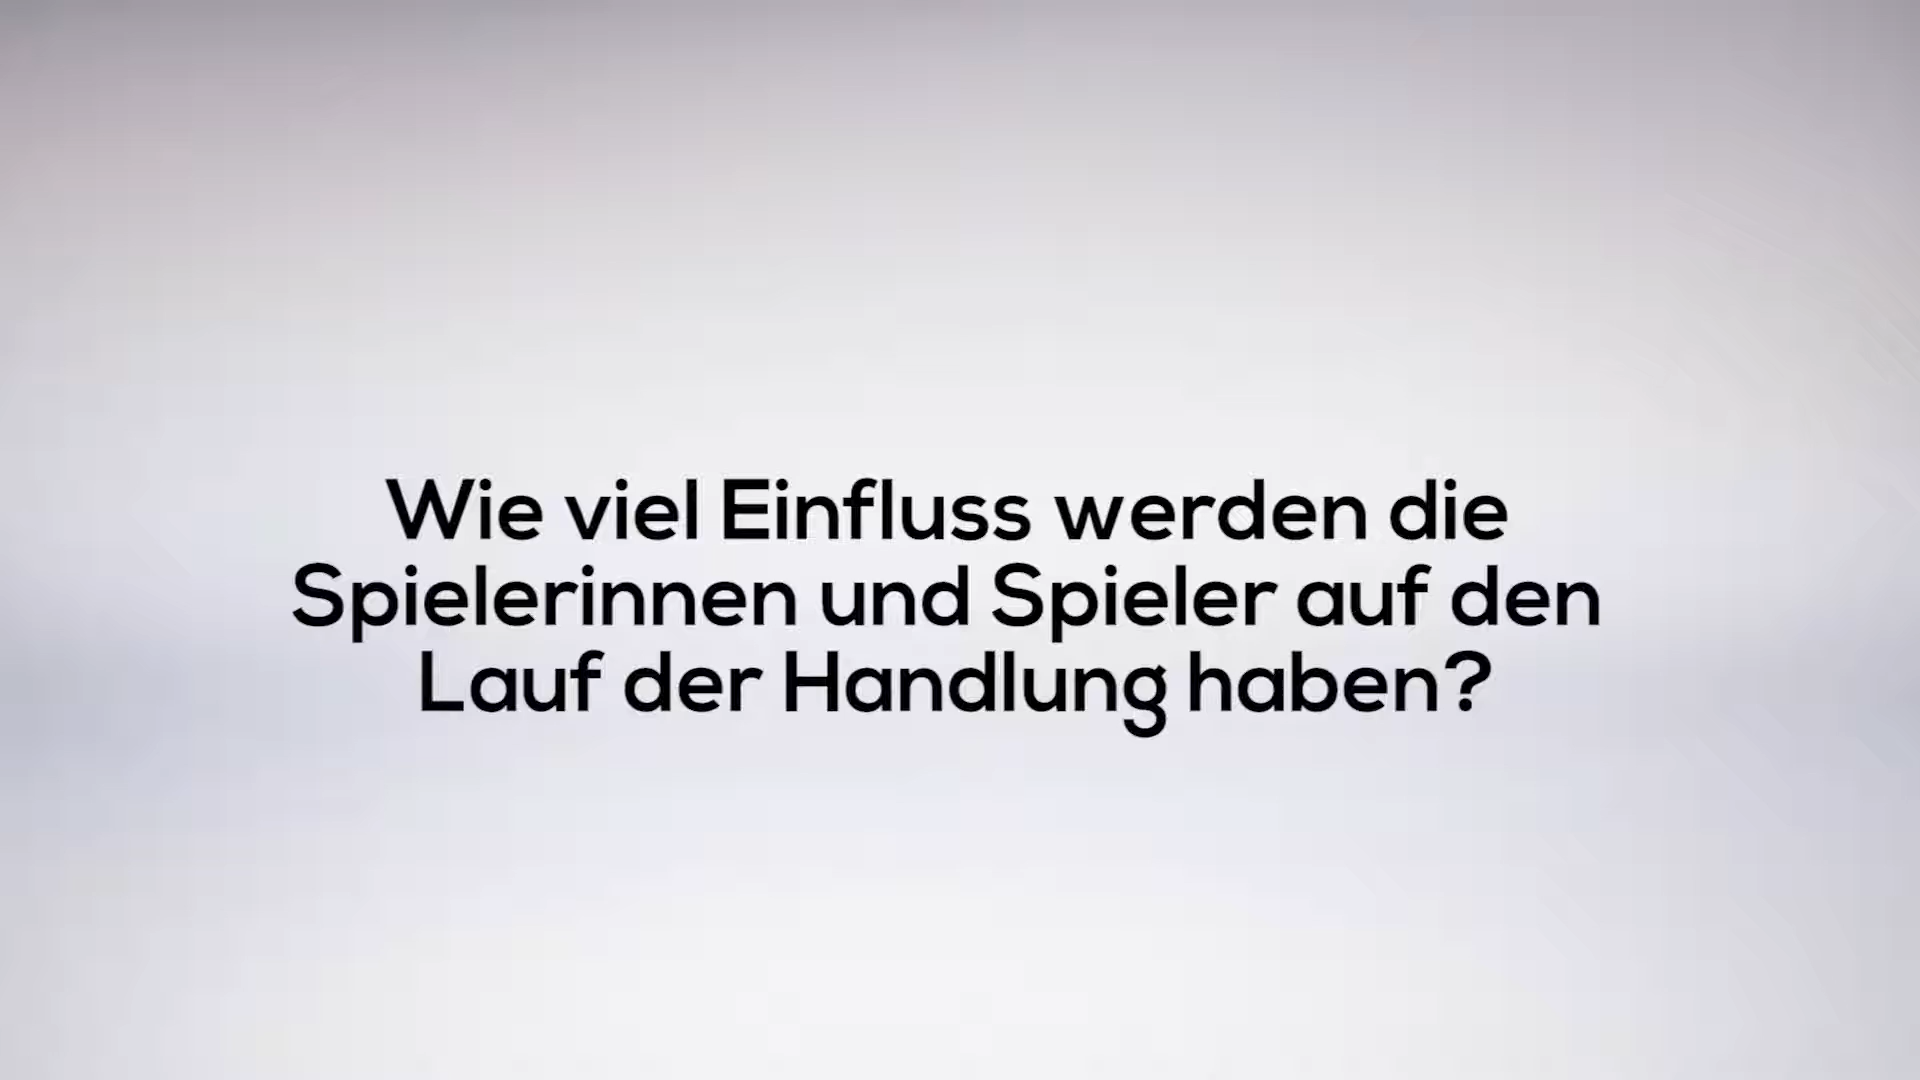 Wie viel Einfluss werden die
Spielerinnen und Spieler auf den
Lauf der Handlung haben?